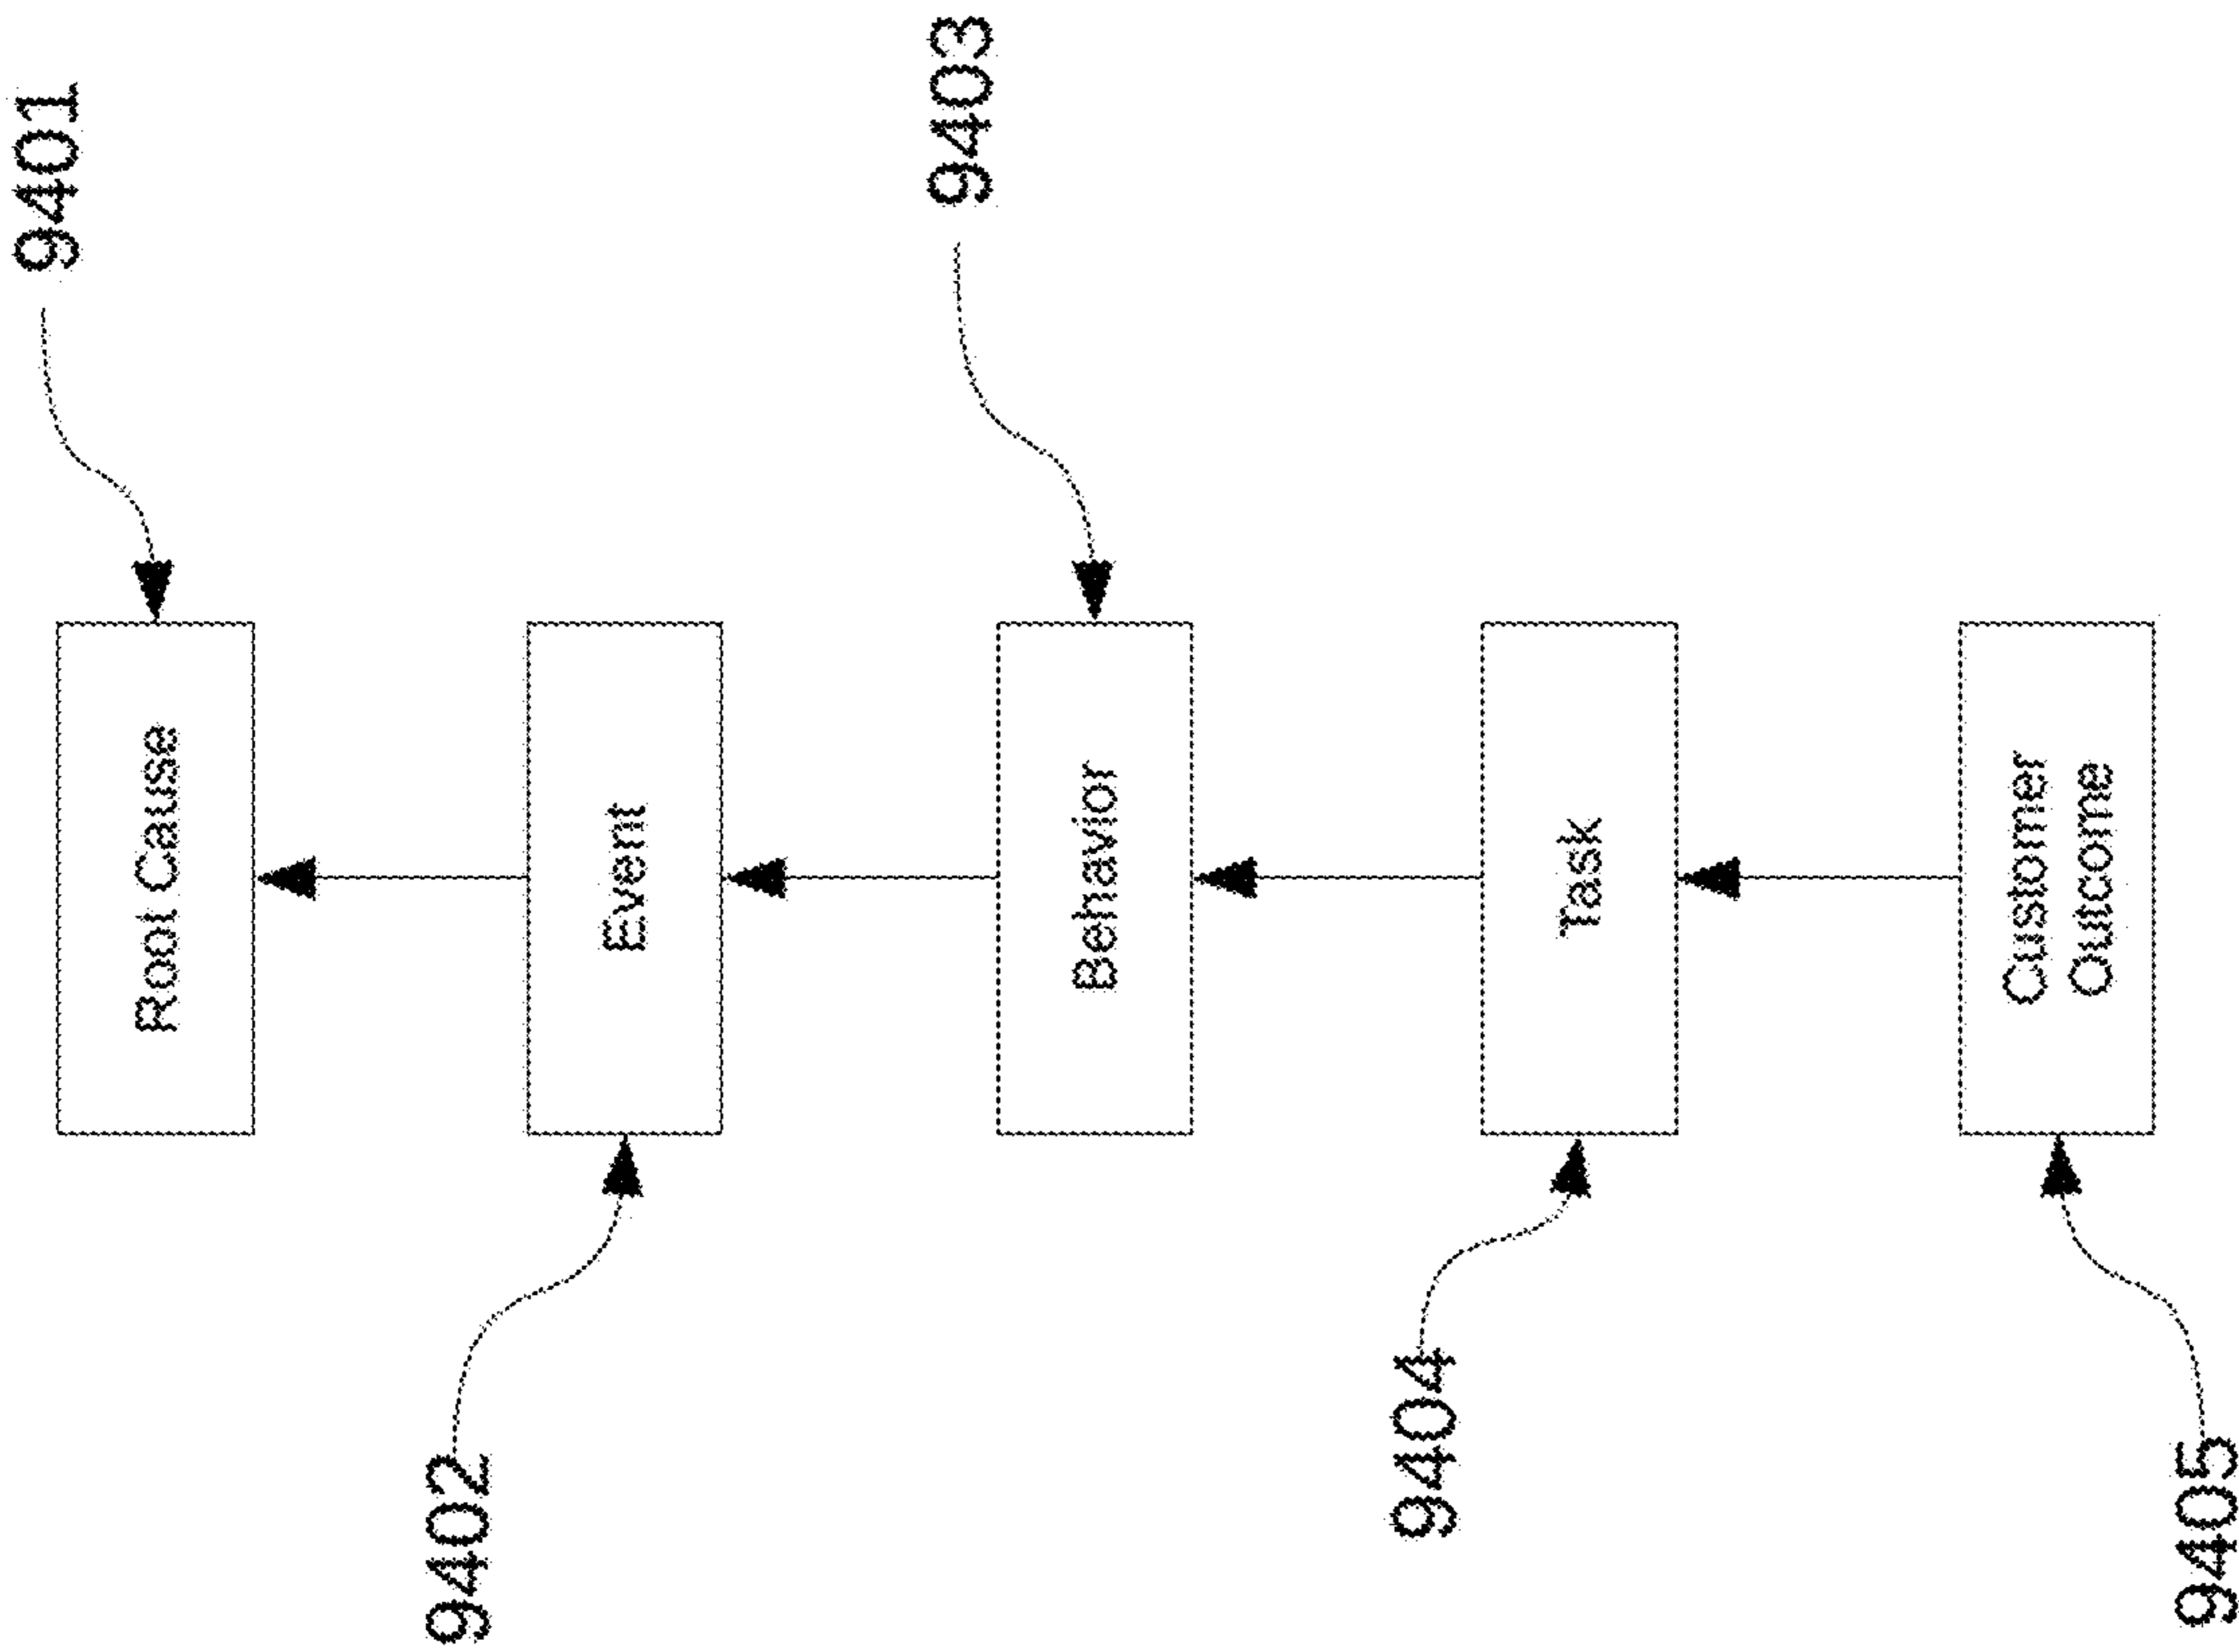 9401
Root Cause
9402
Event
9403
Behavior
9404
Task
9405
Customer
Outcome